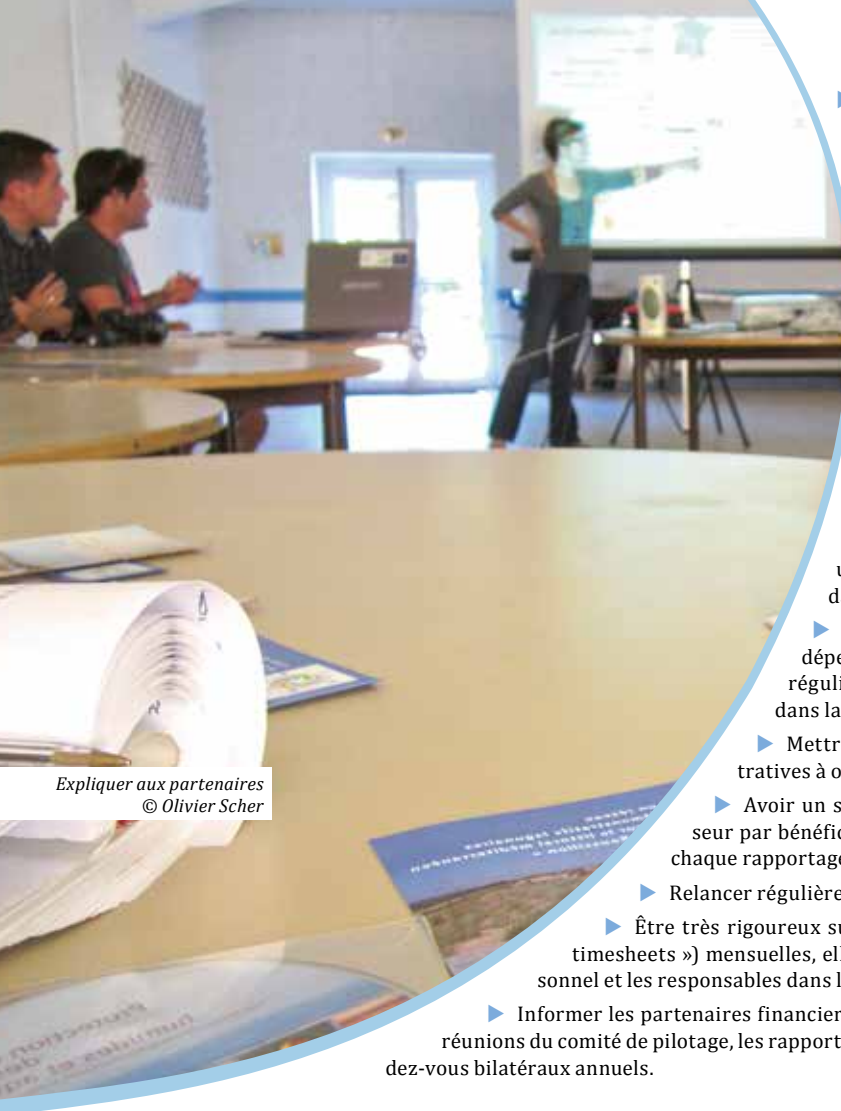 Expliquer aux partenaires
© Olivier Scher
u
d
▶
dépe
réguli
dans la
▶ Mettr
tratives à o
▶ Avoir un s
seur par bénéfic
chaque rapportage
▶ Relancer régulière
▶ Être très rigoureux su
timesheets ») mensuelles, ell
sonnel et les responsables dans l
▶ Informer les partenaires financier
réunions du comité de pilotage, les rapport
dez-vous bilatéraux annuels.